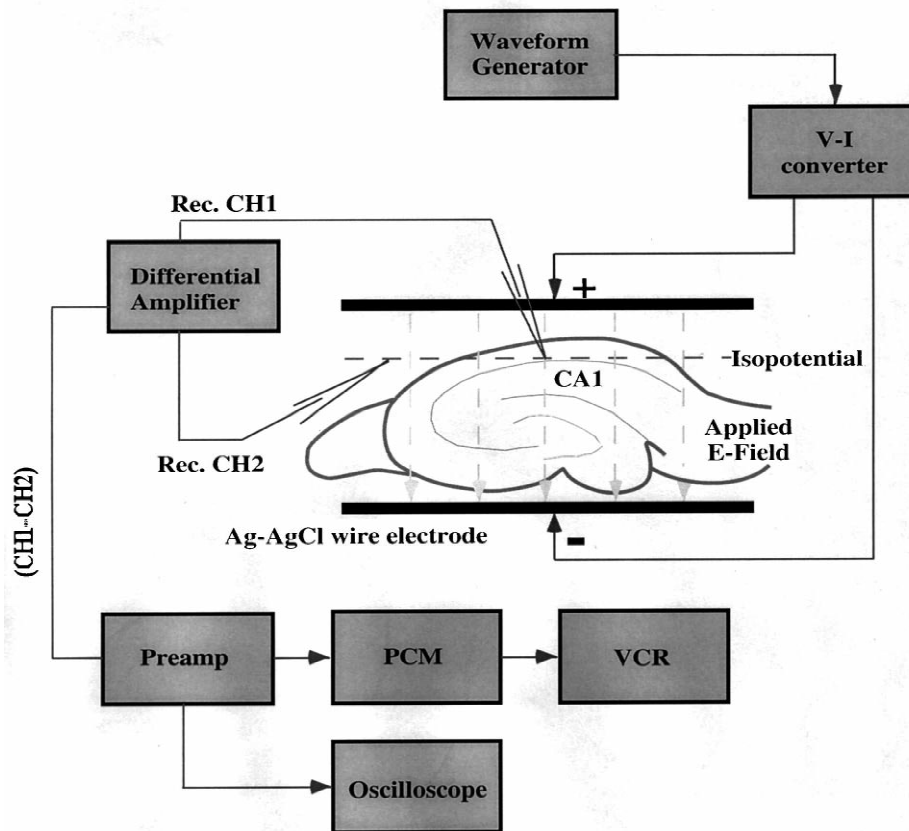 Waveform
Generator
V-I
converter
Rec. CH1
Differential
Amplifier
+
Isopotential
CA1
Applied
E-Field
Rec. CH2
Ag-AgCl wire electrode
-
(CH1-CH2)
Preamp
PCM
VCR
Oscilloscope